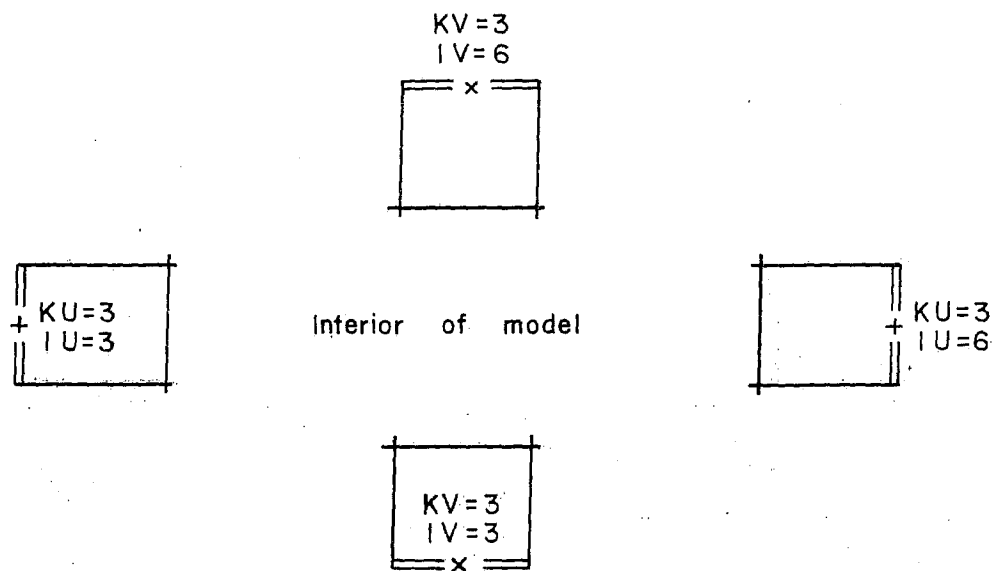 KV=3
IV=6
KU=3
IU=3
Interior of model
KU=3
IU=6
KV=3
IV=3